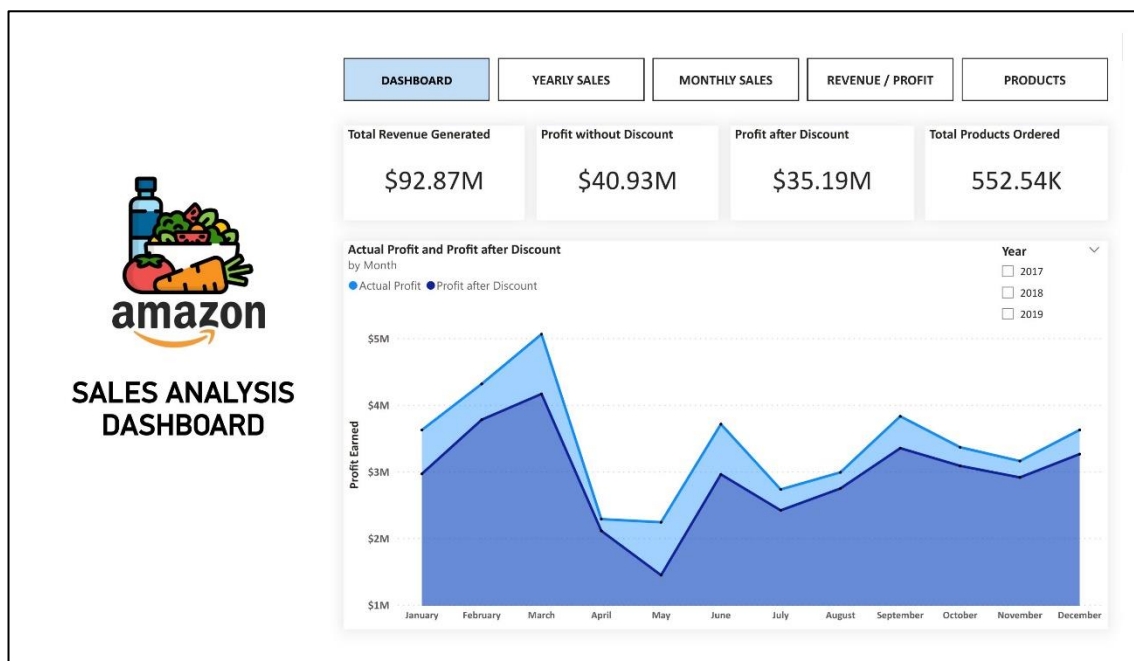 amazon
SALES ANALYSIS
DASHBOARD
DASHBOARD
YEARLY SALES
MONTHLY SALES
REVENUE / PROFIT
PRODUCTS
Total Revenue Generated
$92.87M
Profit without Discount
$40.93M
Profit after Discount
$35.19M
Total Products Ordered
552.54K
Actual Profit and Profit after Discount
by Month
Actual Profit
Profit after Discount
Year
2017
2018
2019
Profit Earned
$5M
$4M
$3M
$2M
$1M
January
February
March
April
May
June
July
August
September
October
November
December